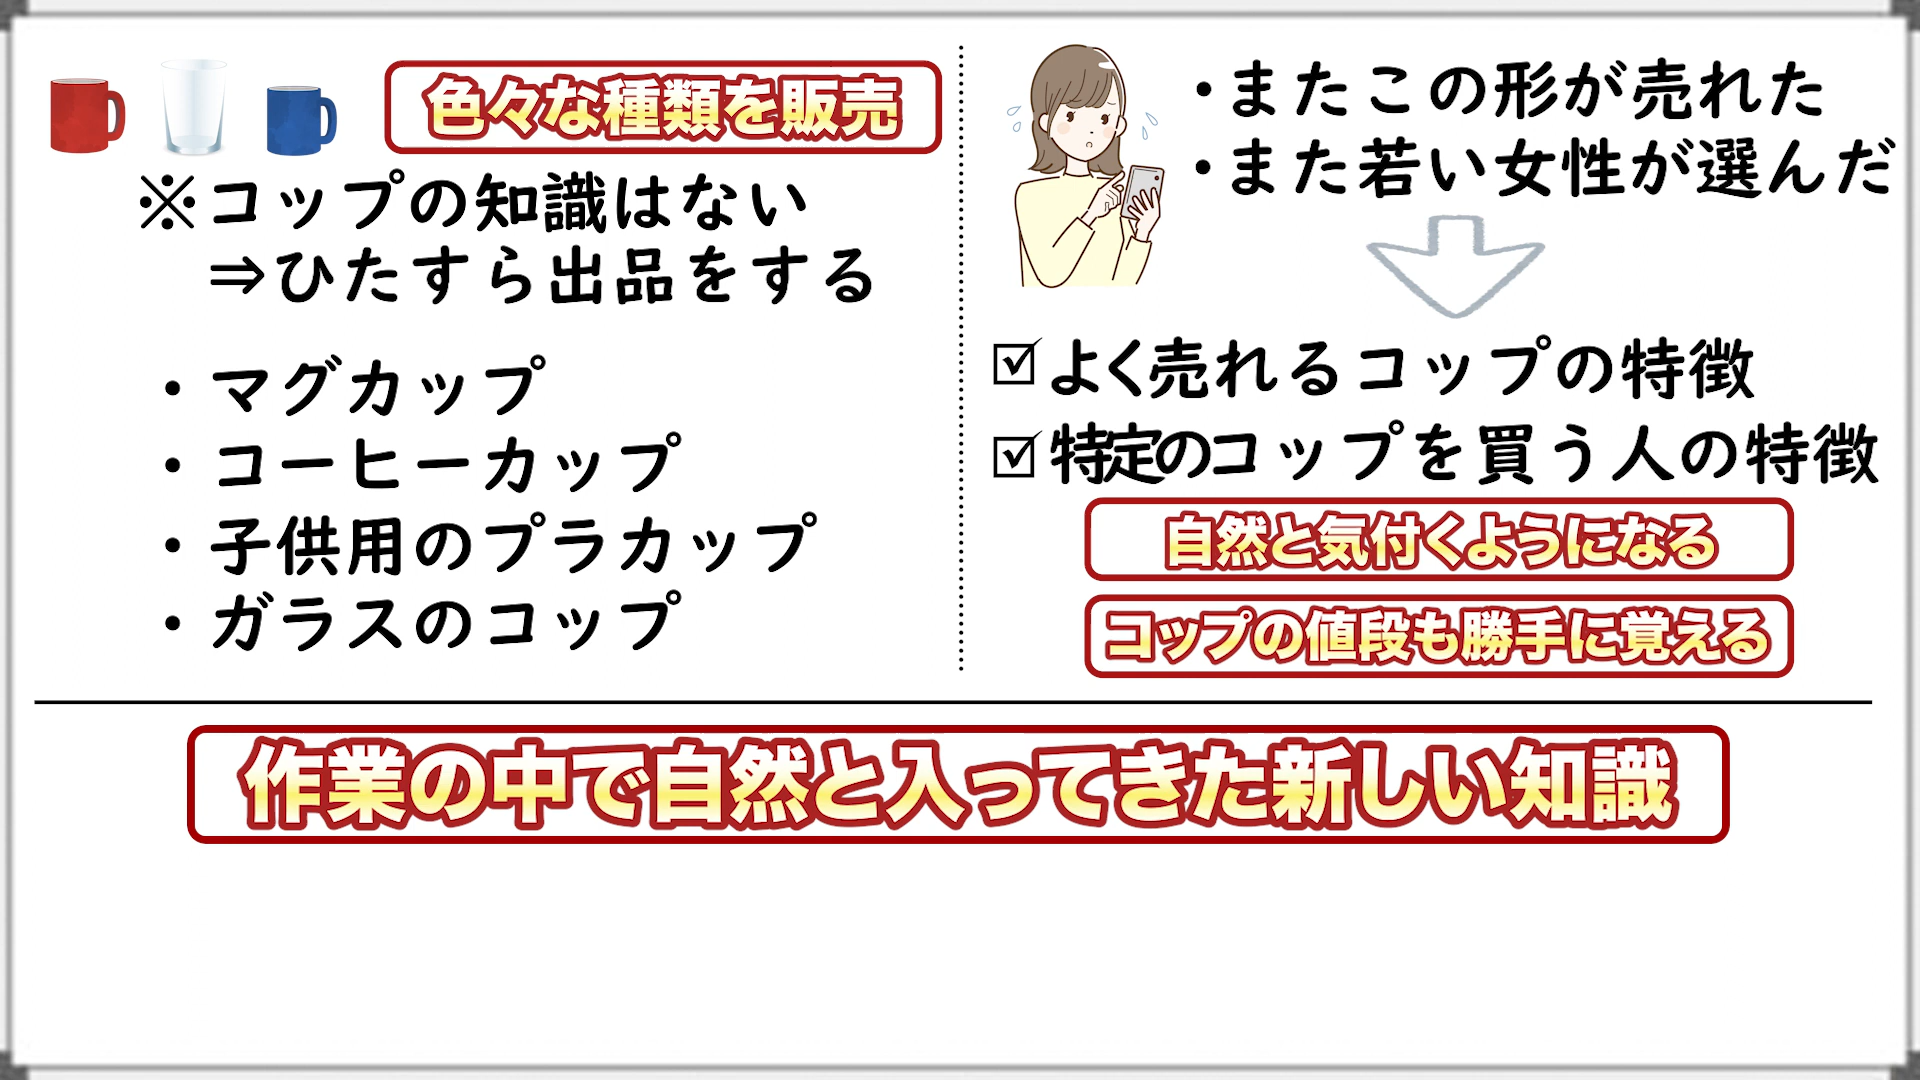 色々な種類を販売
※コップの知識はない
⇒ひたすら出品をする
・マグカップ
・コーヒーカップ
・子供用のプラカップ
・ガラスのコップ
・またこの形が売れた
・また若い女性が選んだ
☑よく売れるコップの特徴
☑特定のコップを買う人の特徴
自然と気付くようになる
コップの値段も勝手に覚える
作業の中で自然と入ってきた新しい知識